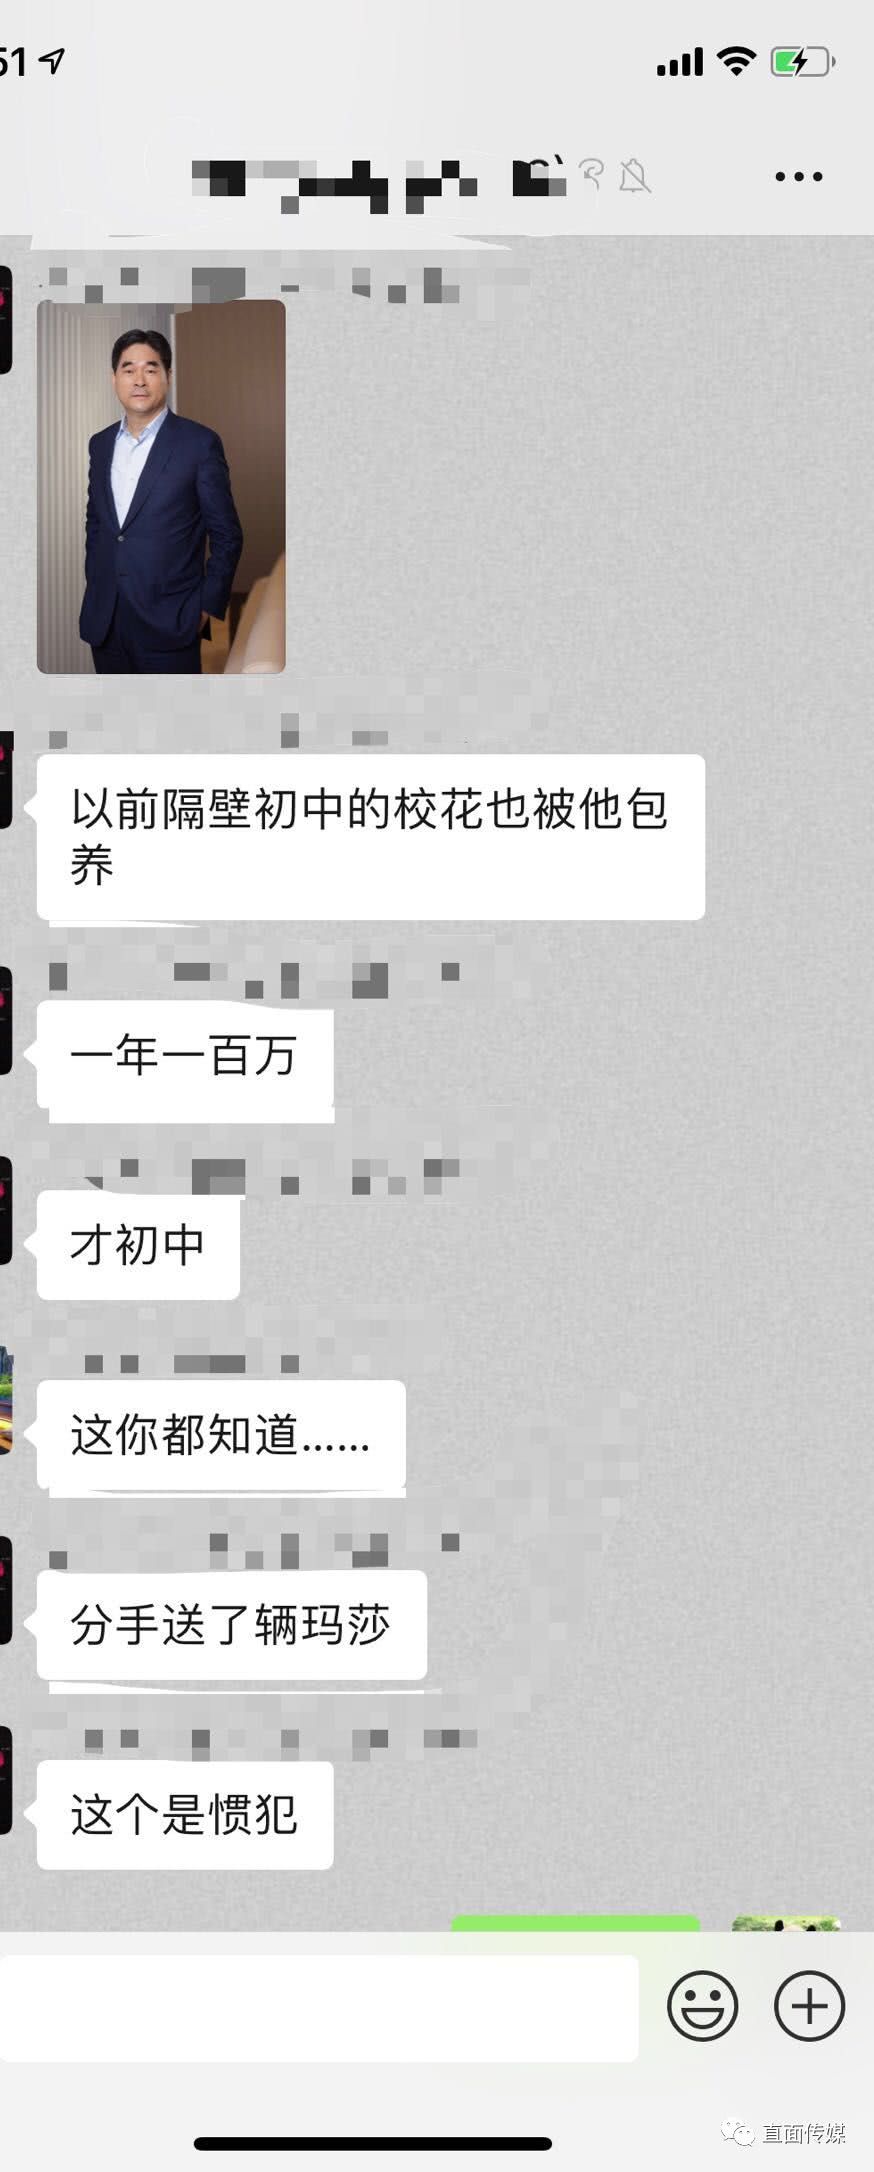 51
以前隔壁初中的校花也被他包
养
一年一百万
才初中
这你都知道……
分手送了辆玛莎
这个是惯犯
直面传媒